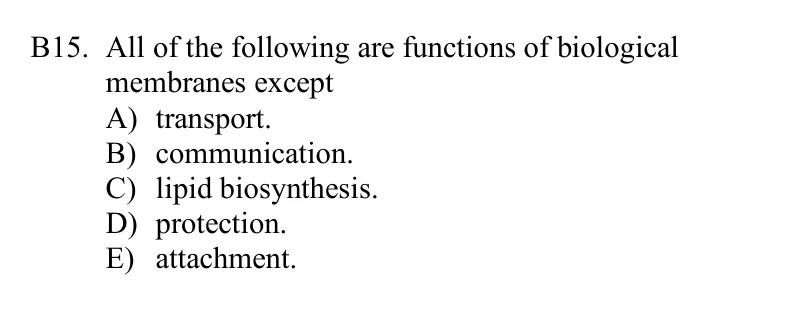 B15. All of the following are functions of biological
membranes except
A) transport.
B) communication.
C) lipid biosynthesis.
D) protection.
E) attachment.